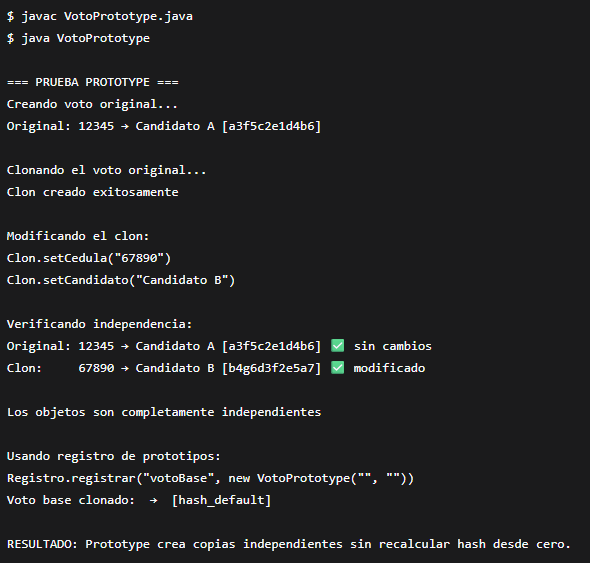 $ javac VotoPrototype.java
$ java VotoPrototype
=== PRUEBA PROTOTYPE ===
Creando voto original...
Original: 12345 → Candidato A [a3f5c2e1d4b6]
Clonando el voto original...
Clon creado exitosamente
Modificando el clon:
Clon.setCedula("67890")
Clon.setCandidato("Candidato B")
Verificando independencia:
Original: 12345 → Candidato A [a3f5c2e1d4b6] ✅ sin cambios
Clon:     67890 → Candidato B [b4g6d3f2e5a7] ✅ modificado
Los objetos son completamente independientes
Usando registro de prototipos:
Registro.registrar("votoBase", new VotoPrototype("", ""))
Voto base clonado:  →  [hash_default]
RESULTADO: Prototype crea copias independientes sin recalcular hash desde cero.